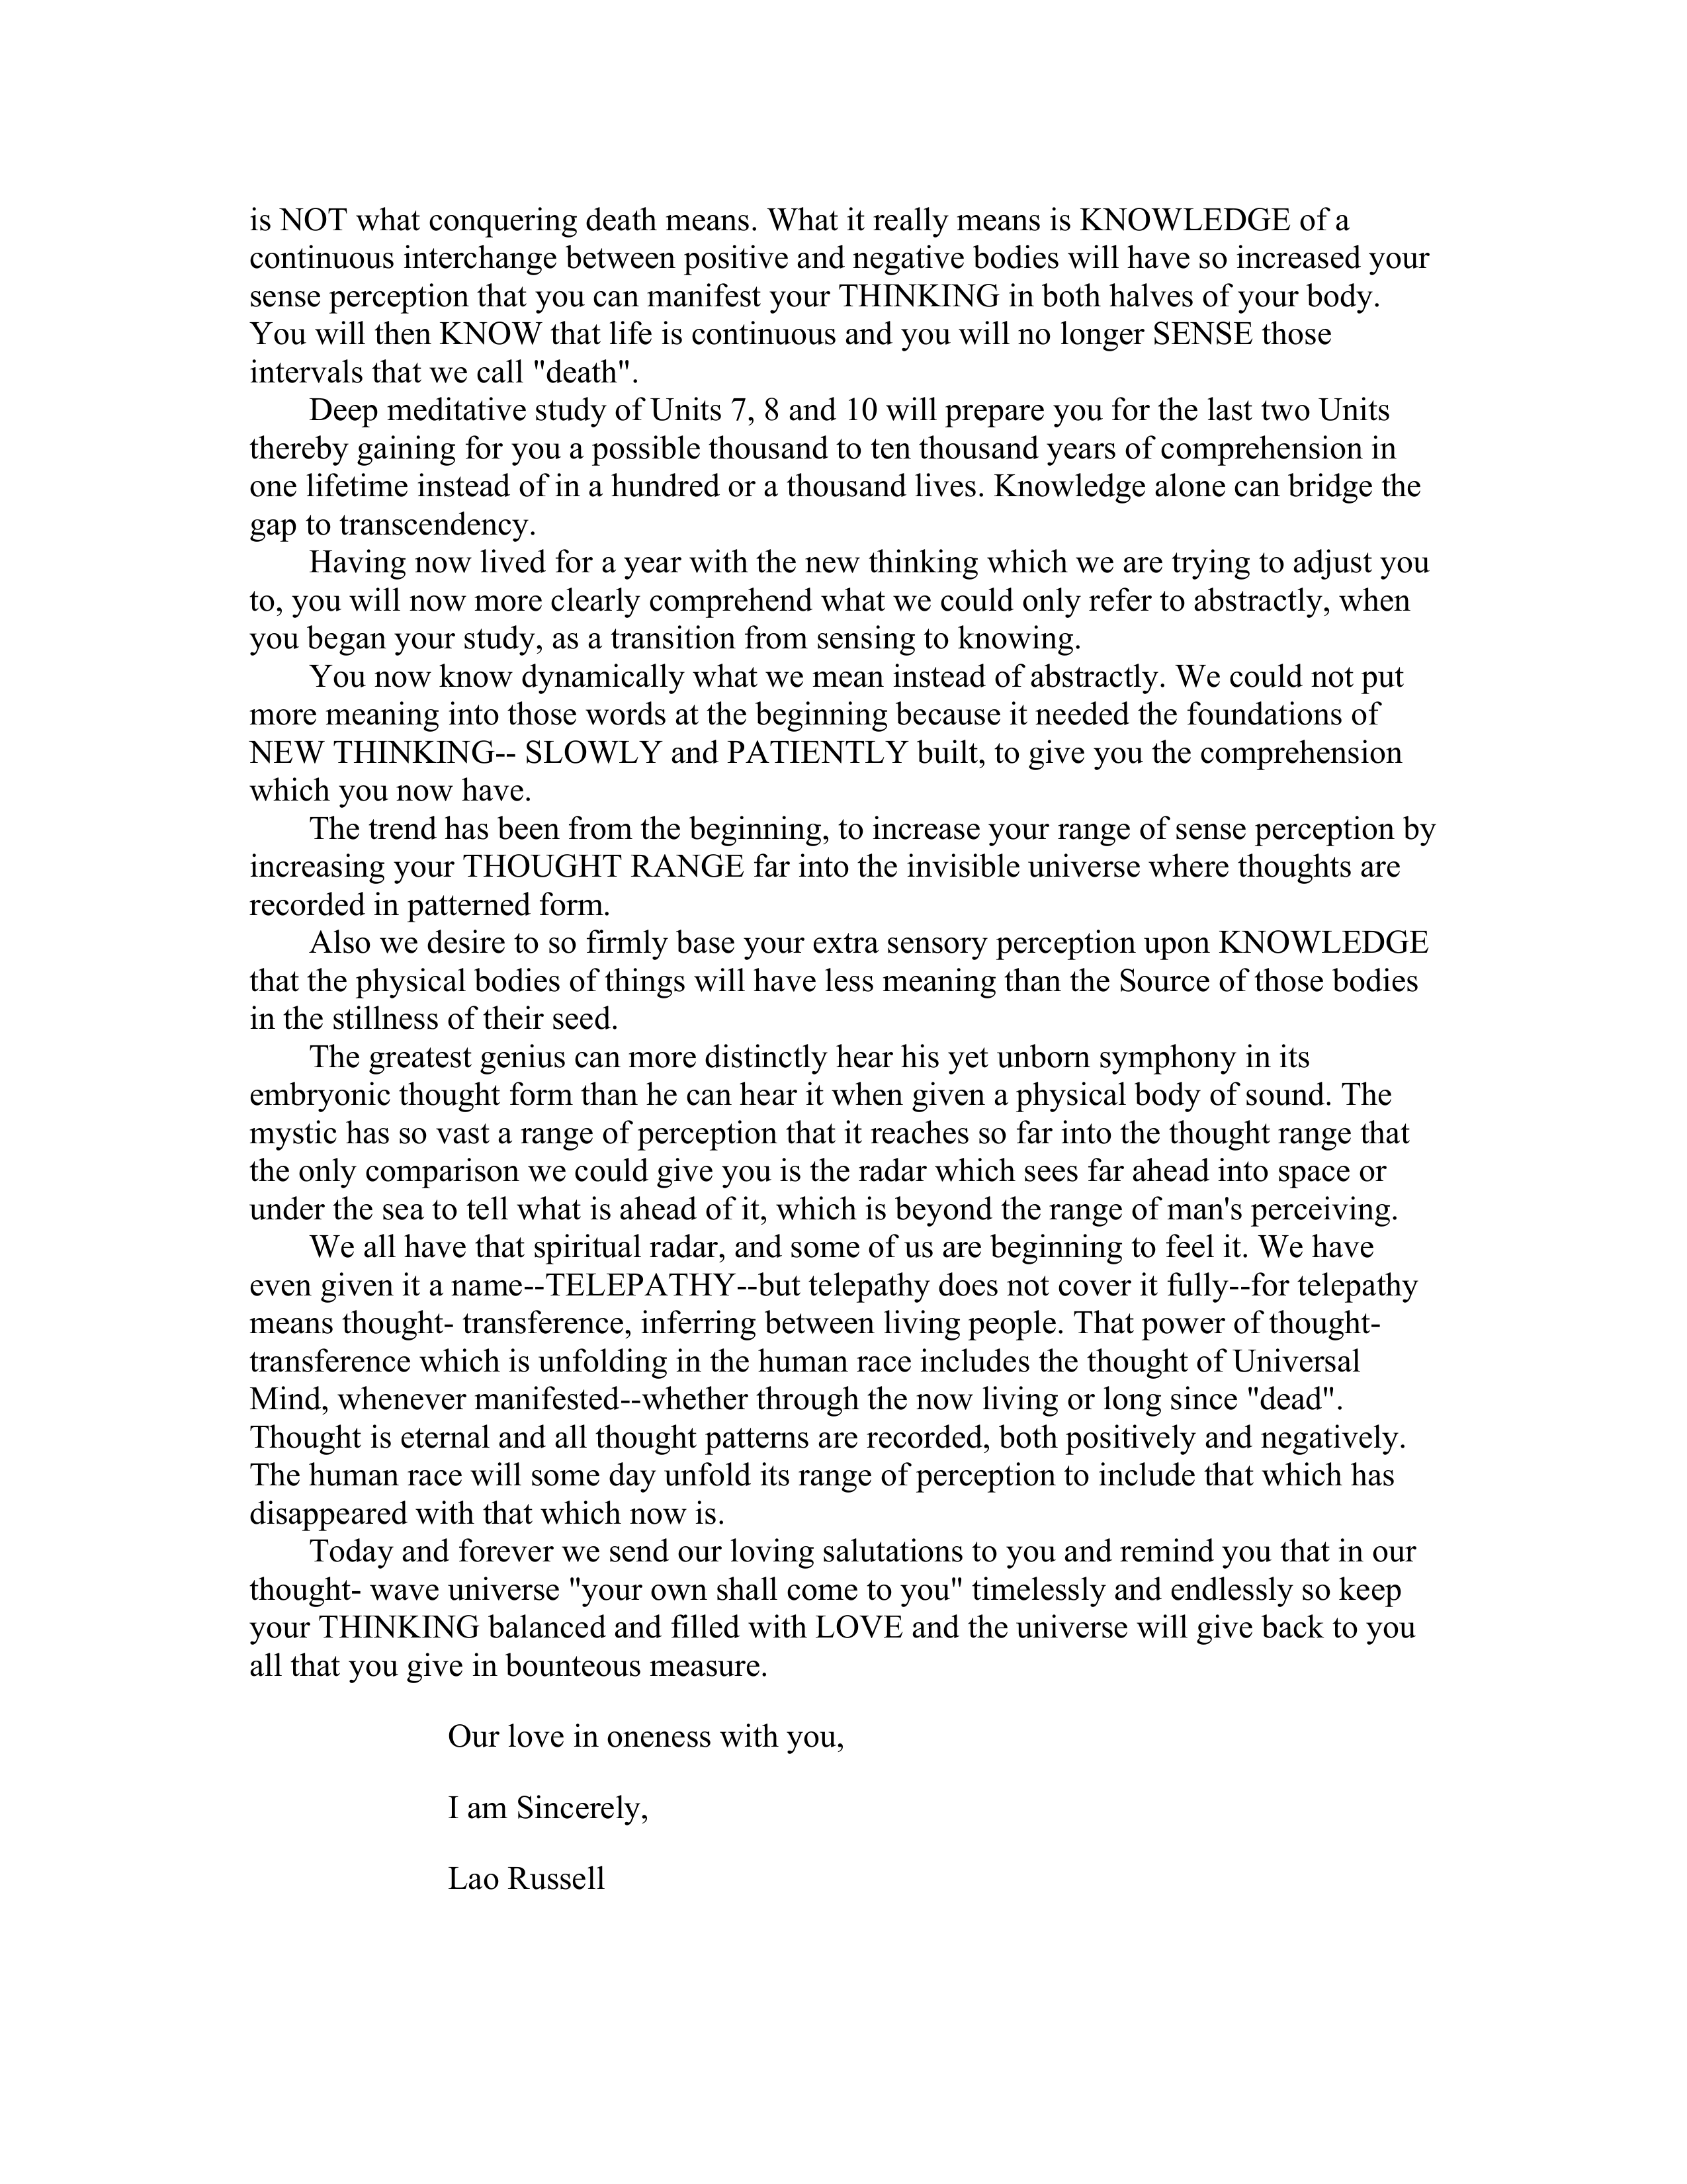 is NOT what conquering death means. What it really means is KNOWLEDGE of a
continuous interchange between positive and negative bodies will have so increased your
sense perception that you can manifest your THINKING in both halves of your body.
You will then KNOW that life is continuous and you will no longer SENSE those
intervals that we call "death".
Deep meditative study of Units 7, 8 and 10 will prepare you for the last two Units
thereby gaining for you a possible thousand to ten thousand years of comprehension in
one lifetime instead of in a hundred or a thousand lives. Knowledge alone can bridge the
gap to transcendency.
Having now lived for a year with the new thinking which we are trying to adjust you
to, you will now more clearly comprehend what we could only refer to abstractly, when
you began your study, as a transition from sensing to knowing.
You now know dynamically what we mean instead of abstractly. We could not put
more meaning into those words at the beginning because it needed the foundations of
NEW THINKING-- SLOWLY and PATIENTLY built, to give you the comprehension
which you now have.
The trend has been from the beginning, to increase your range of sense perception by
increasing your THOUGHT RANGE far into the invisible universe where thoughts are
recorded in patterned form.
Also we desire to so firmly base your extra sensory perception upon KNOWLEDGE
that the physical bodies of things will have less meaning than the Source of those bodies
in the stillness of their seed.
The greatest genius can more distinctly hear his yet unborn symphony in its
embryonic thought form than he can hear it when given a physical body of sound. The
mystic has so vast a range of perception that it reaches so far into the thought range that
the only comparison we could give you is the radar which sees far ahead into space or
under the sea to tell what is ahead of it, which is beyond the range of man's perceiving.
We all have that spiritual radar, and some of us are beginning to feel it. We have
even given it a name--TELEPATHY--but telepathy does not cover it fully--for telepathy
means thought- transference, inferring between living people. That power of thought-
transference which is unfolding in the human race includes the thought of Universal
Mind, whenever manifested--whether through the now living or long since "dead".
Thought is eternal and all thought patterns are recorded, both positively and negatively.
The human race will some day unfold its range of perception to include that which has
disappeared with that which now is.
Today and forever we send our loving salutations to you and remind you that in our
thought- wave universe "your own shall come to you" timelessly and endlessly so keep
your THINKING balanced and filled with LOVE and the universe will give back to you
all that you give in bounteous measure.
Our love in oneness with you,
I am Sincerely,
Lao Russell